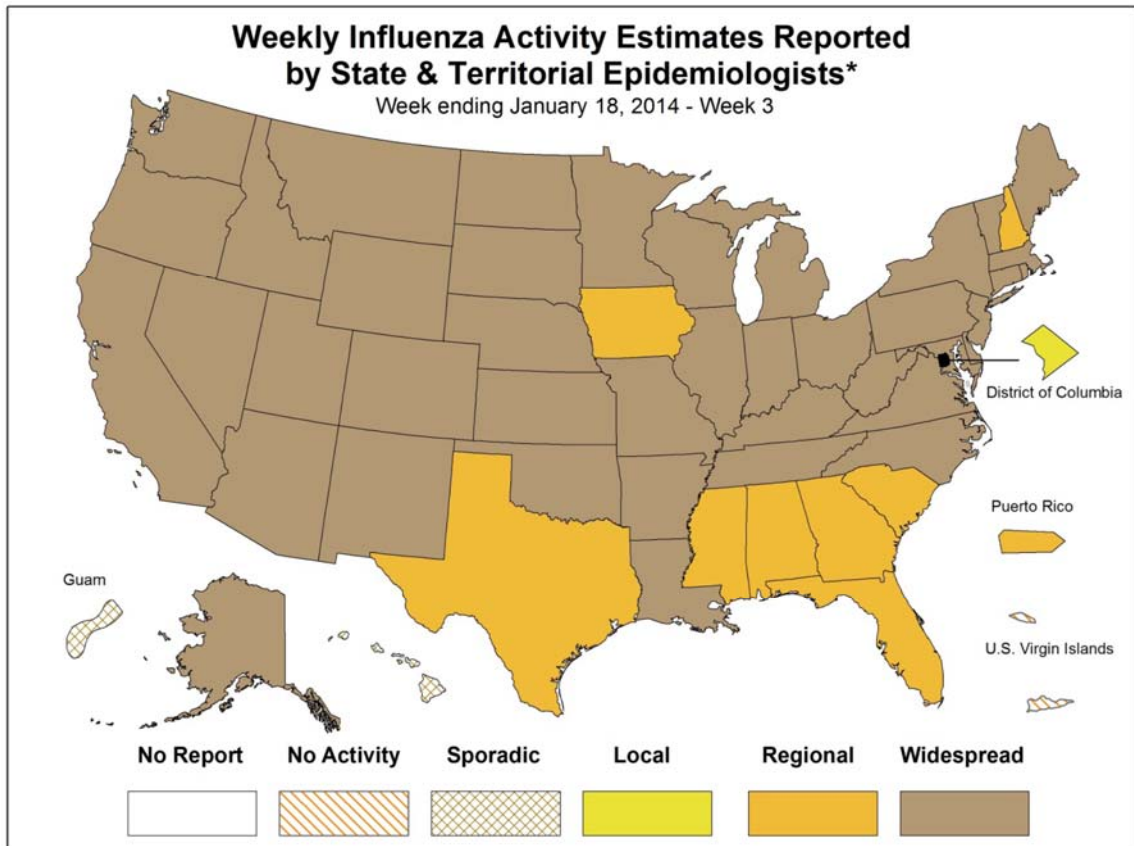 Weekly Influenza Activity Estimates Reported
by State & Territorial Epidemiologists*
Week ending January 18, 2014 - Week 3
District of Columbia
Puerto Rico
Guam
U.S. Virgin Islands
No Report No Activity Sporadic Local Regional Widespread